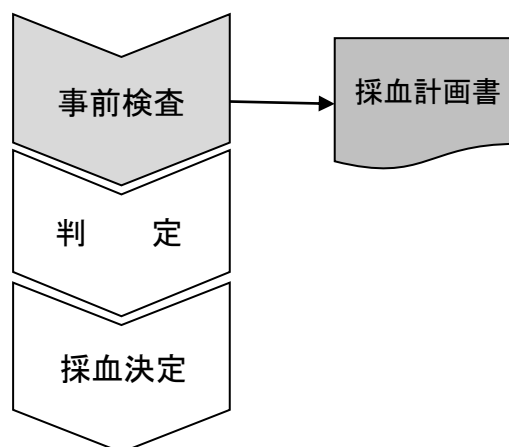 事前検査
採血計画書
判　　定
採血決定